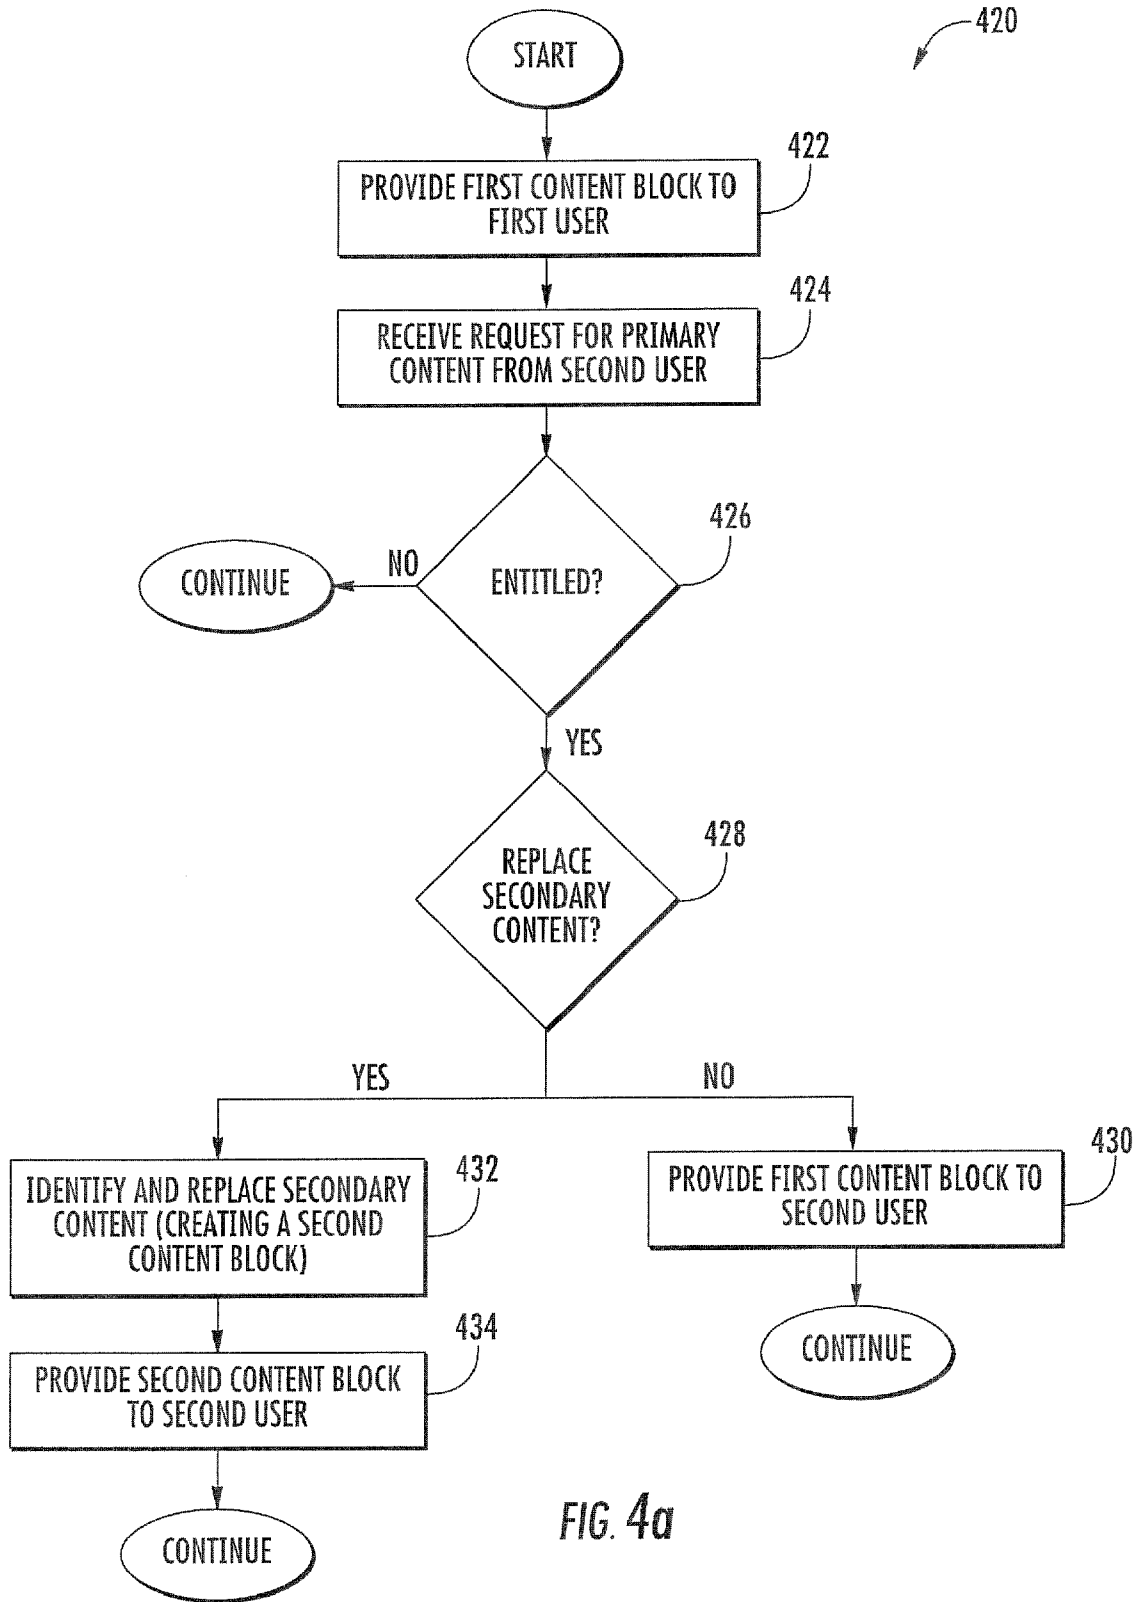 420
START
422
PROVIDE FIRST CONTENT BLOCK TO
FIRST USER
424
RECEIVE REQUEST FOR PRIMARY
CONTENT FROM SECOND USER
426
ENTITLED?
NO
CONTINUE
YES
428
REPLACE
SECONDARY
CONTENT?
YES
NO
432
IDENTIFY AND REPLACE SECONDARY
CONTENT (CREATING A SECOND
CONTENT BLOCK)
430
PROVIDE FIRST CONTENT BLOCK TO
SECOND USER
434
PROVIDE SECOND CONTENT BLOCK
TO SECOND USER
CONTINUE
CONTINUE
FIG. 4a